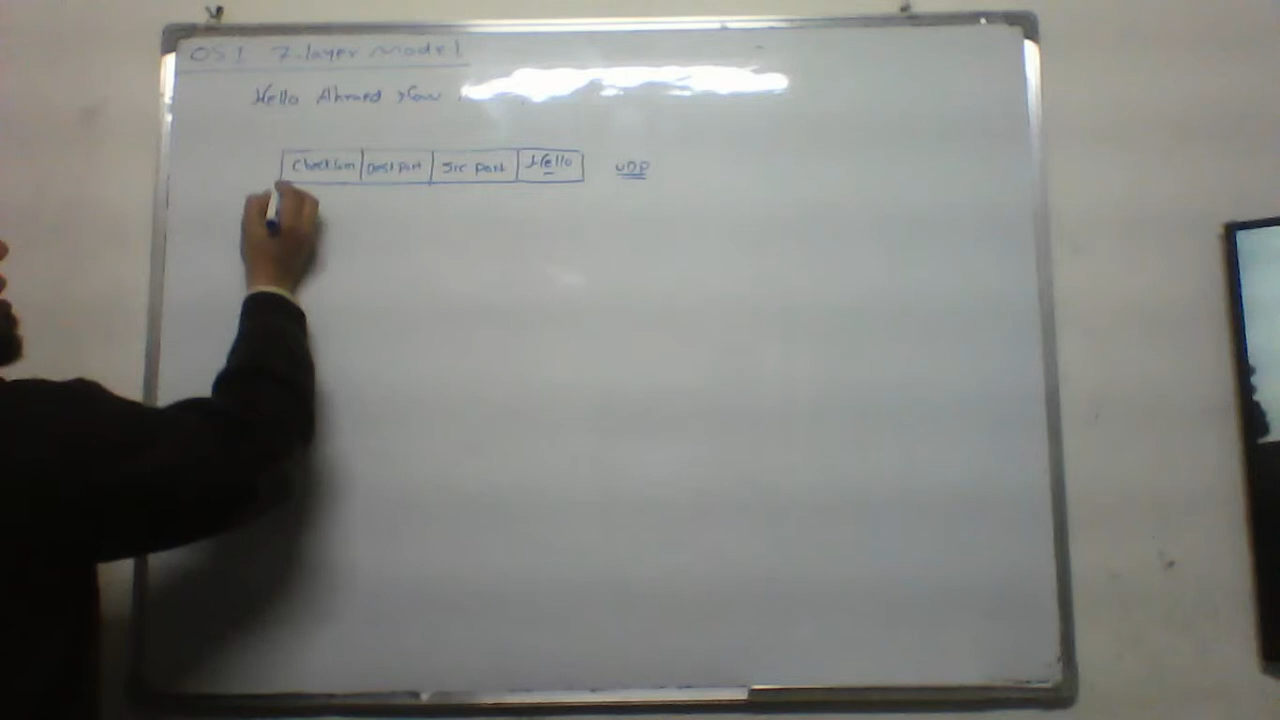 OSI 7-layer Model
Hello Ahmed How
Checksum Dest port Src port Hello UDP